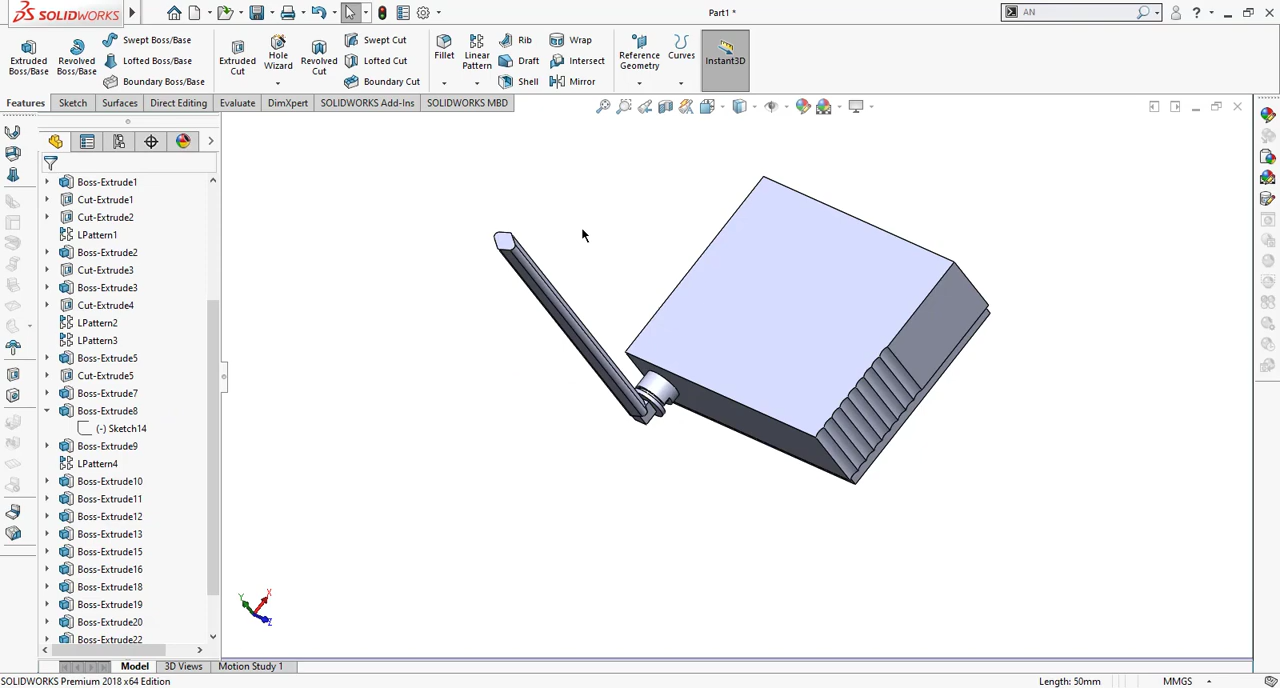 SOLIDWORKS
Part1 *
AN
Extruded Boss/Base
Revolved Boss/Base
Swept Boss/Base
Lofted Boss/Base
Boundary Boss/Base
Extruded Cut
Hole Wizard
Revolved Cut
Swept Cut
Lofted Cut
Boundary Cut
Fillet
Linear Pattern
Rib
Draft
Shell
Wrap
Intersect
Mirror
Reference Geometry
Curves
Instant3D
Features
Sketch
Surfaces
Direct Editing
Evaluate
DimXpert
SOLIDWORKS Add-Ins
SOLIDWORKS MBD
Boss-Extrude1
Cut-Extrude1
Cut-Extrude2
LPattern1
Boss-Extrude2
Cut-Extrude3
Boss-Extrude3
Cut-Extrude4
LPattern2
LPattern3
Boss-Extrude5
Cut-Extrude5
Boss-Extrude7
Boss-Extrude8
(-) Sketch14
Boss-Extrude9
LPattern4
Boss-Extrude10
Boss-Extrude11
Boss-Extrude12
Boss-Extrude13
Boss-Extrude15
Boss-Extrude16
Boss-Extrude18
Boss-Extrude19
Boss-Extrude20
Boss-Extrude22
Y
X
Z
Model
3D Views
Motion Study 1
SOLIDWORKS Premium 2018 x64 Edition
Length: 50mm
MMGS